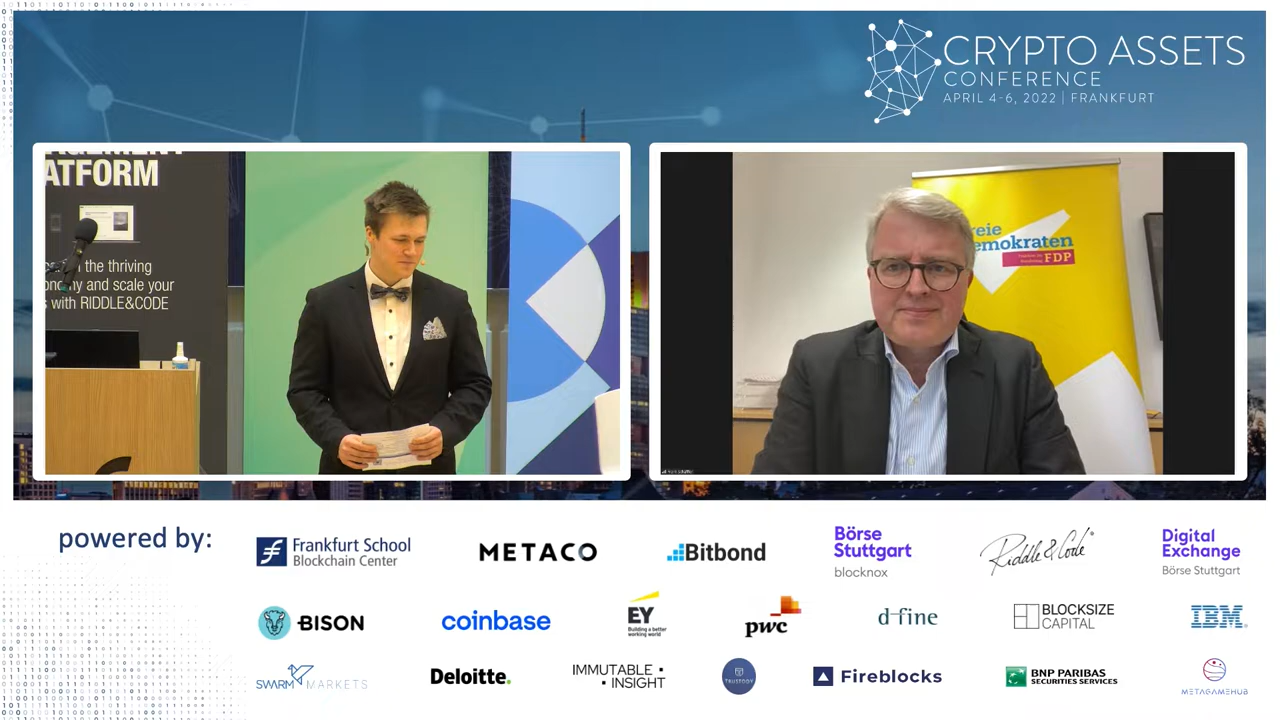 CRYPTO ASSETS
CONFERENCE
APRIL 4-6, 2022 | FRANKFURT
ATFORM
the thriving
and scale your
with RIDDLE&CODE
reie
emokraten
FDP
powered by:
Frankfurt School
Blockchain Center
METACO
Bitbond
Börse
Stuttgart
blocknox
Riddle & Code
Digital
Exchange
Börse Stuttgart
BISON
coinbase
EY
Building a better
working world
pwc
d-fine
BLOCKSIZE
CAPITAL
IBM
SWARM MARKETS
Deloitte.
IMMUTABLE
INSIGHT
TRUSTODY
Fireblocks
BNP PARIBAS
SECURITIES SERVICES
METAGAMEHUB